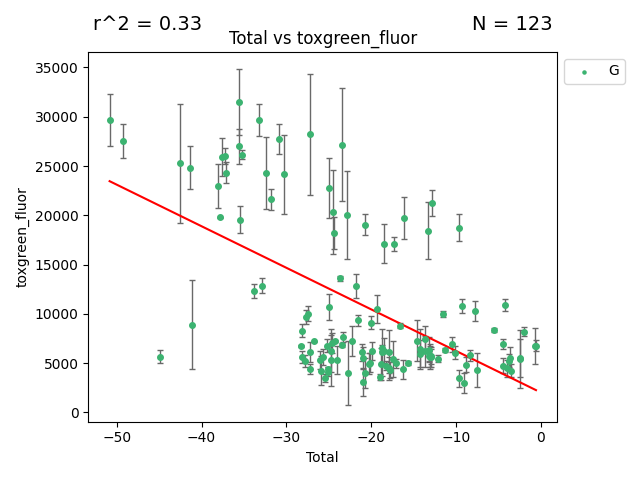 r^2 = 0.33
N = 123
Total vs toxgreen_fluor
G
35000
30000
25000
20000
15000
10000
5000
0
toxgreen_fluor
−50
−40
−30
−20
−10
0
Total